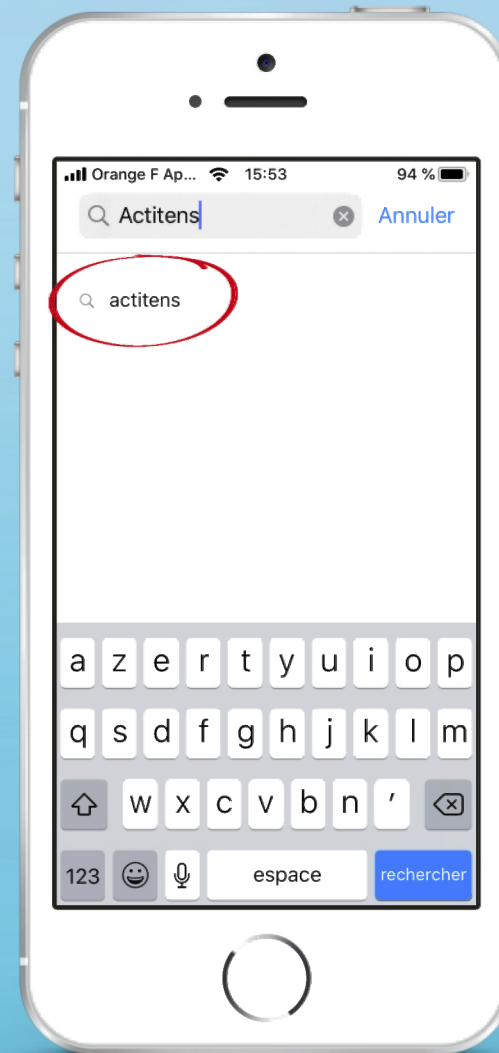 Orange F Ap... 15:53 94 %
Actitens Annuler
actitens
a z e r t y u i o p
q s d f g h j k l m
w x c v b n ′
123 espace rechercher